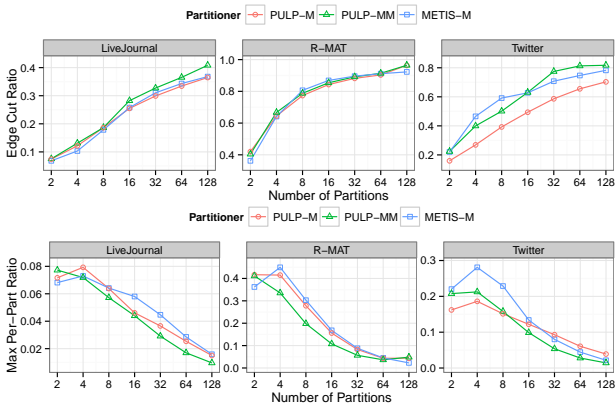 Partitioner PULP-M PULP-MM METIS-M
LiveJournal R-MAT Twitter
Edge Cut Ratio
0.4
0.3
0.2
0.1
1.0
0.8
0.6
0.4
0.8
0.6
0.4
0.2
2 4 8 16 32 64 128 2 4 8 16 32 64 128 2 4 8 16 32 64 128
Number of Partitions
Partitioner PULP-M PULP-MM METIS-M
LiveJournal R-MAT Twitter
Max Per-Part Ratio
0.08
0.06
0.04
0.02
0.4
0.3
0.2
0.1
0.0
0.3
0.2
0.1
0.0
2 4 8 16 32 64 128 2 4 8 16 32 64 128 2 4 8 16 32 64 128
Number of Partitions